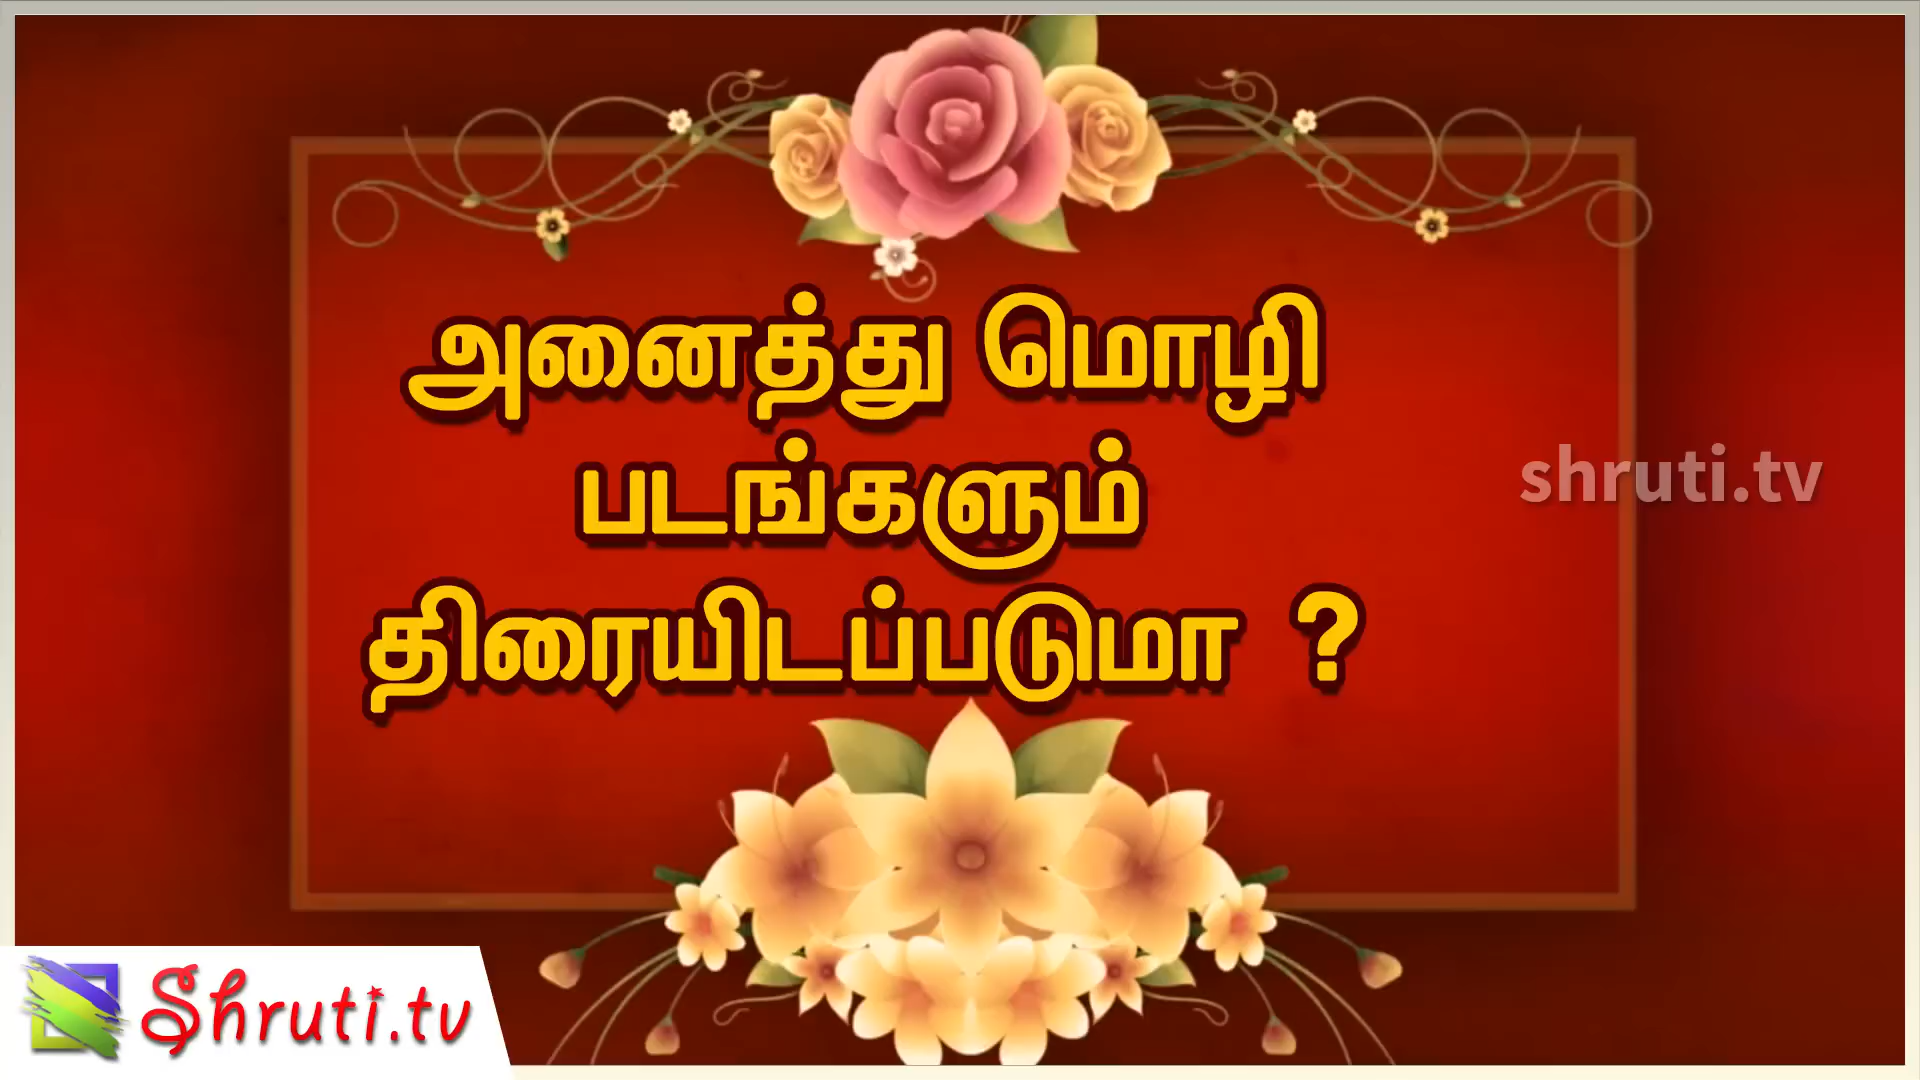 அனைத்து மொழி
படங்களும்
திரையிடப்படுமா ?
shruti.tv
Shruti.tv